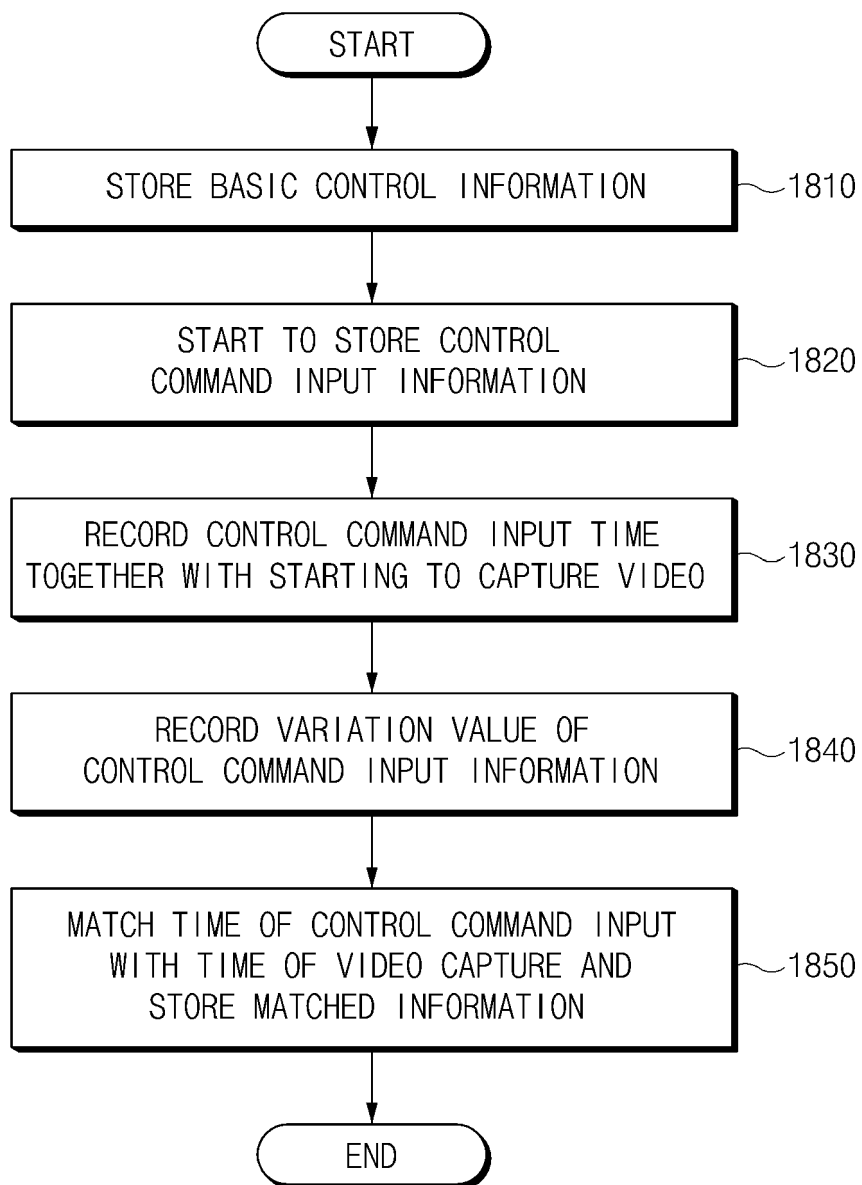 START
STORE BASIC CONTROL INFORMATION
1810
START TO STORE CONTROL
COMMAND INPUT INFORMATION
1820
RECORD CONTROL COMMAND INPUT TIME
TOGETHER WITH STARTING TO CAPTURE VIDEO
1830
RECORD VARIATION VALUE OF
CONTROL COMMAND INPUT INFORMATION
1840
MATCH TIME OF CONTROL COMMAND INPUT
WITH TIME OF VIDEO CAPTURE AND
STORE MATCHED INFORMATION
1850
END